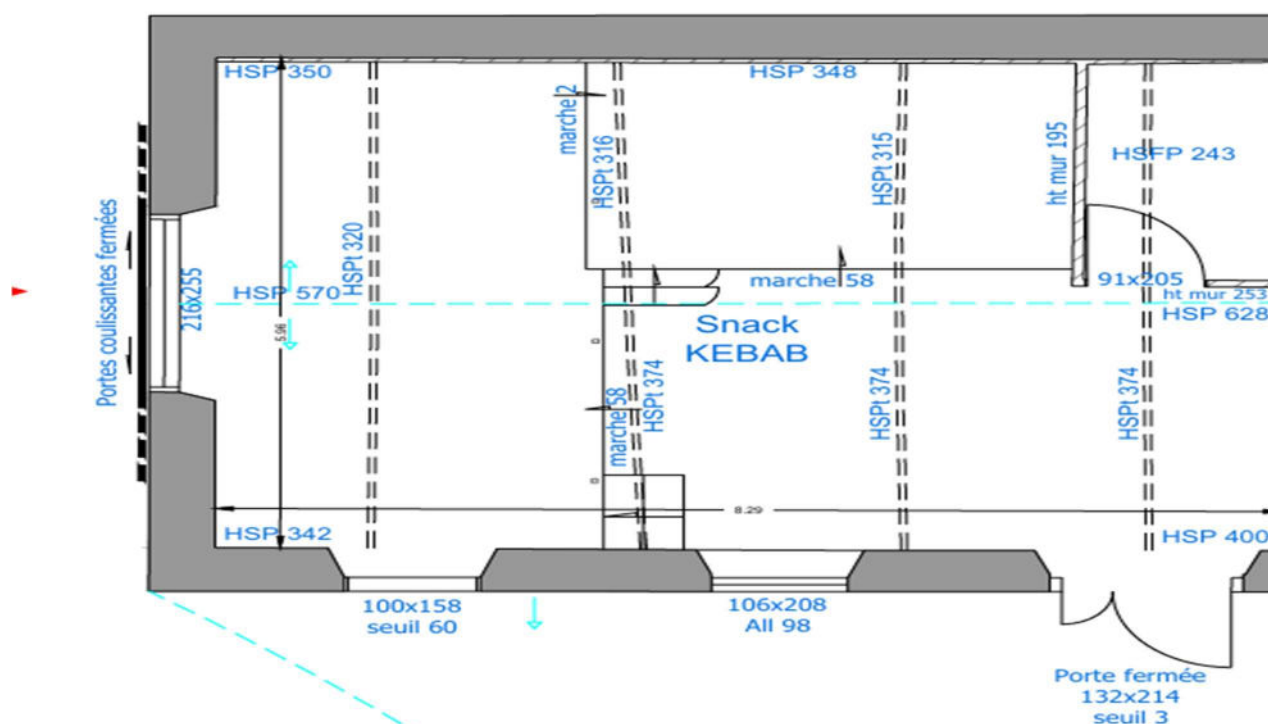 HSP 350
HSP 348
marche 2
HSPt 316
HSPt 315
ht mur 195
HSFP 243
Portes coulissantes fermées
216x255
HSP 570
HSPt 320
5.96
marche 58
91x205
ht mur 253
HSP 628
Snack
KEBAB
marche 58
HSPt 374
HSPt 374
HSPt 374
8.29
HSP 342
HSP 400
100x158
seuil 60
106x208
All 98
Porte fermée
132x214
seuil 3